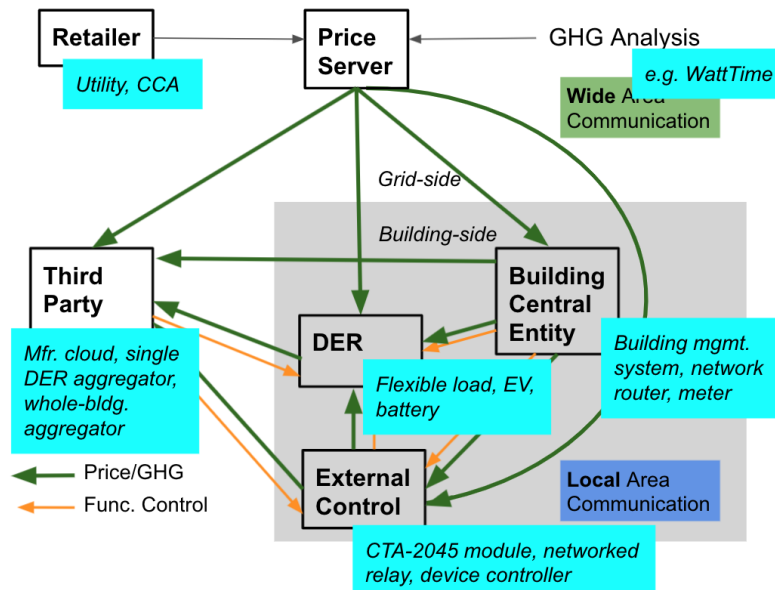 Retailer
Price
Server
GHG Analysis
Utility, CCA
e.g. WattTime
Wide Area
Communication
Grid-side
Building-side
Third
Party
Building
Central
Entity
DER
Mfr. cloud, single
DER aggregator,
whole-bldg.
aggregator
Flexible load, EV,
battery
Building mgmt.
system, network
router, meter
Price/GHG
Func. Control
External
Control
Local Area
Communication
CTA-2045 module, networked
relay, device controller